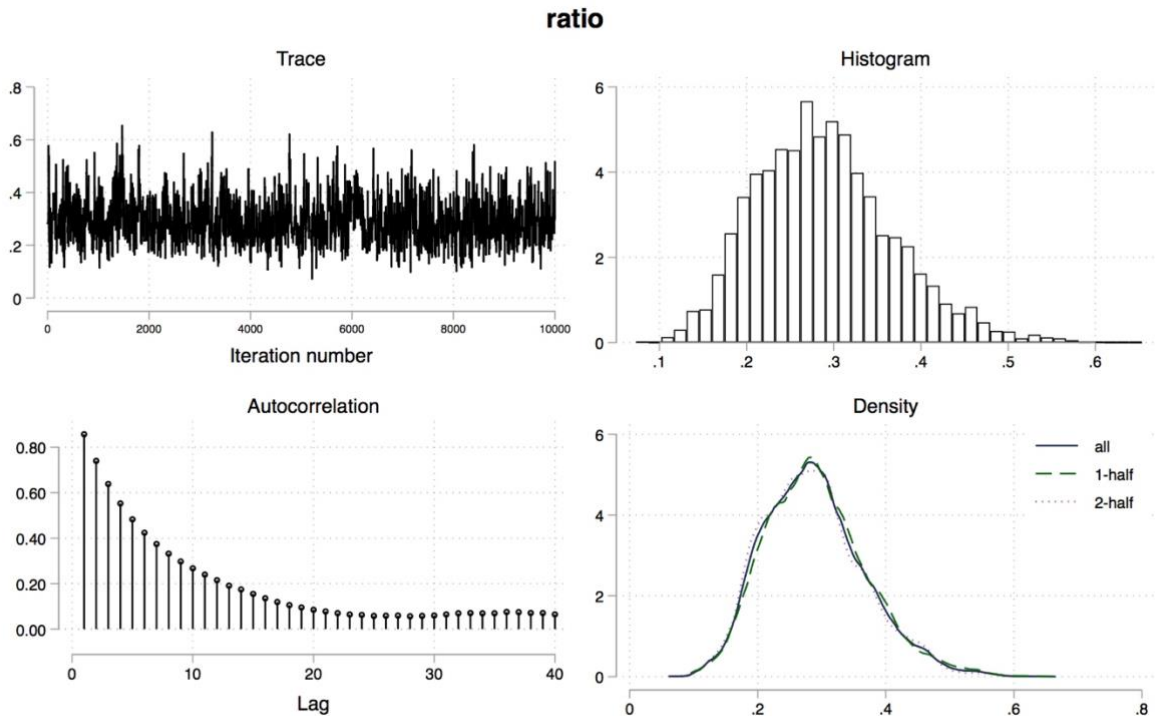 ratio
Trace
.8
.6
.4
.2
0
0 2000 4000 6000 8000 10000
Iteration number
Histogram
6
4
2
0
.1 .2 .3 .4 .5 .6
Autocorrelation
0.80
0.60
0.40
0.20
0.00
0 10 20 30 40
Lag
Density
6
4
2
0
0 .2 .4 .6 .8
all
1-half
2-half